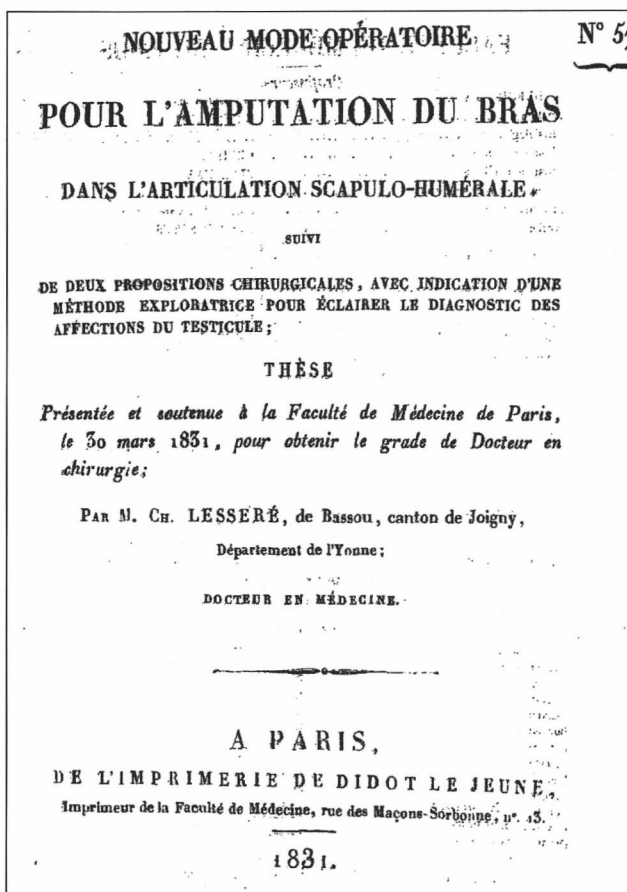 NOUVEAU MODE OPÉRATOIRE
N° 5
POUR L'AMPUTATION DU BRAS
DANS L'ARTICULATION SCAPULO-HUMÉRALE,
SUIVI
DE DEUX PROPOSITIONS CHIRURGICALES, AVEC INDICATION D'UNE
MÉTHODE EXPLORATRICE POUR ÉCLAIRER LE DIAGNOSTIC DES
AFFECTIONS DU TESTICULE;
THÈSE
Présentée et soutenue à la Faculté de Médecine de Paris,
le 30 mars 1831, pour obtenir le grade de Docteur en
chirurgie;
PAR M. CH. LESSERÉ, de Bassou, canton de Joigny,
Département de l'Yonne;
DOCTEUR EN MÉDECINE.
A PARIS,
DE L'IMPRIMERIE DE DIDOT LE JEUNE,
Imprimeur de la Faculté de Médecine, rue des Maçons-Sorbonne, n°. 13.
1831.